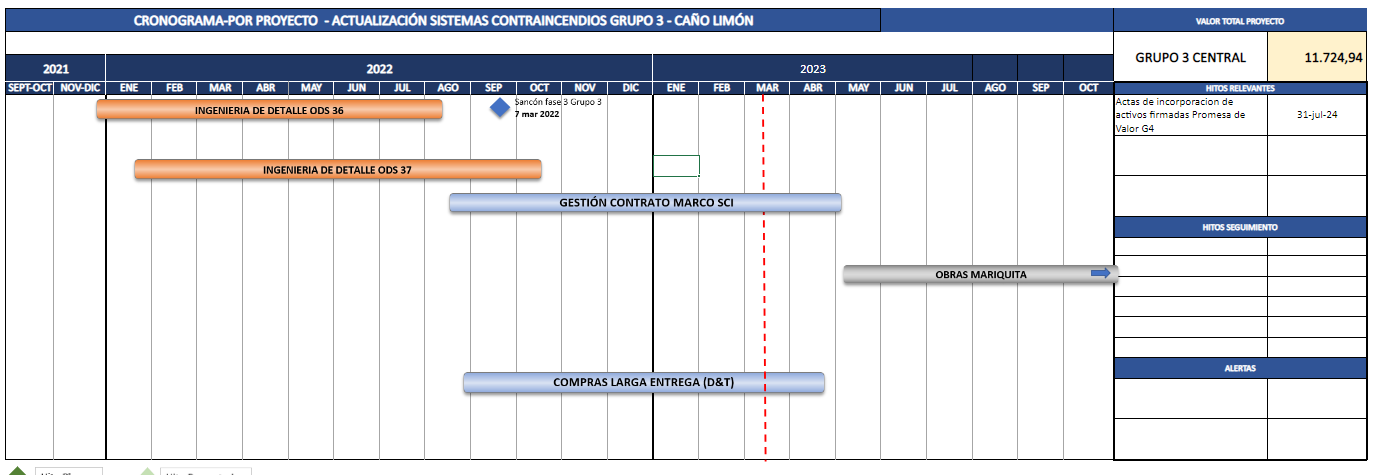 CRONOGRAMA-POR PROYECTO - ACTUALIZACIÓN SISTEMAS CONTRAINCENDIOS GRUPO 3 - CAÑO LIMÓN
VALOR TOTAL PROYECTO
GRUPO 3 CENTRAL
11.724,94
2021
2022
2023
SEPT-OCT NOV-DIC ENE FEB MAR ABR MAY JUN JUL AGO SEP OCT NOV DIC ENE FEB MAR ABR MAY JUN JUL AGO SEP OCT
HITOS RELEVANTES
INGENIERIA DE DETALLE ODS 36
Sancón fase 3 Grupo 3
7 mar 2022
Actas de incorporacion de
activos firmadas Promesa de
Valor G4
31-jul-24
INGENIERIA DE DETALLE ODS 37
GESTIÓN CONTRATO MARCO SCI
HITOS SEGUIMIENTO
OBRAS MARIQUITA
ALERTAS
COMPRAS LARGA ENTREGA (D&T)